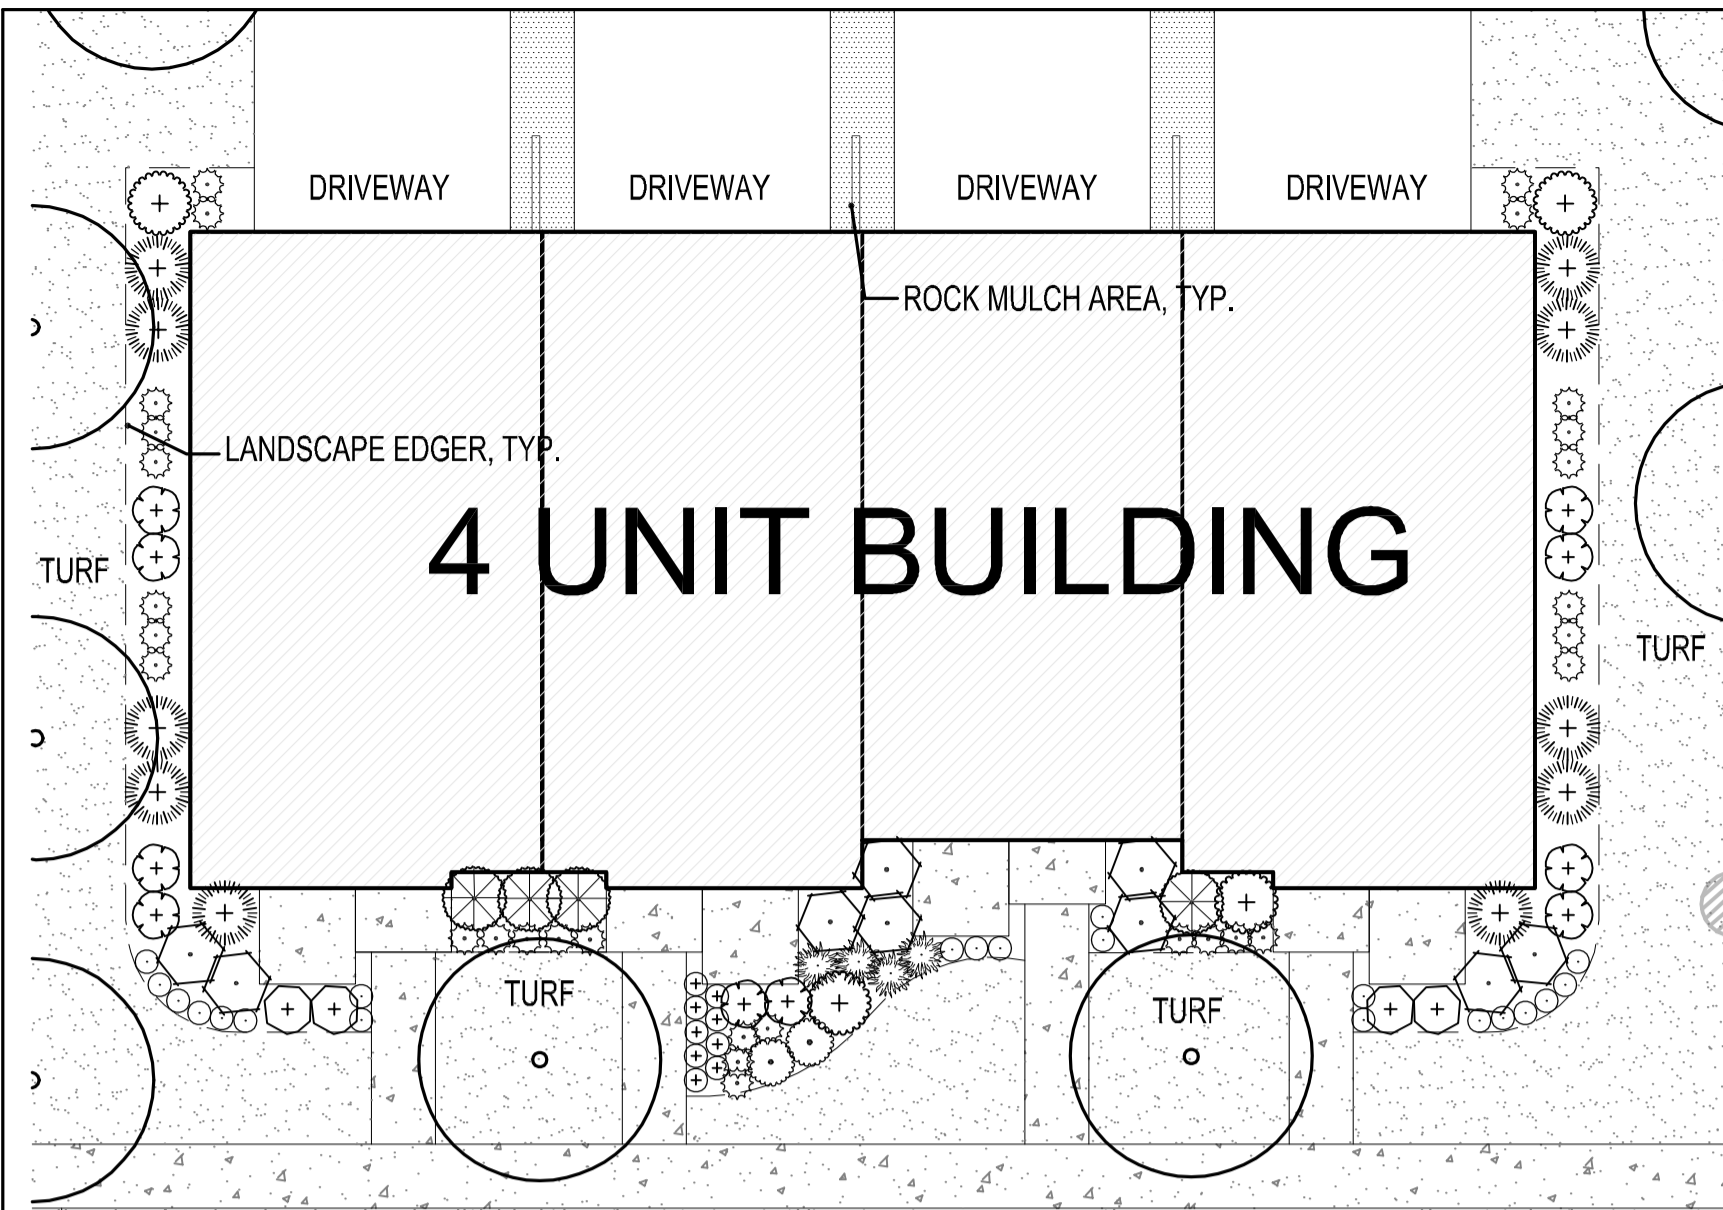 DRIVEWAY
DRIVEWAY
DRIVEWAY
DRIVEWAY
ROCK MULCH AREA, TYP.
LANDSCAPE EDGER, TYP.
4 UNIT BUILDING
TURF
TURF
TURF
TURF